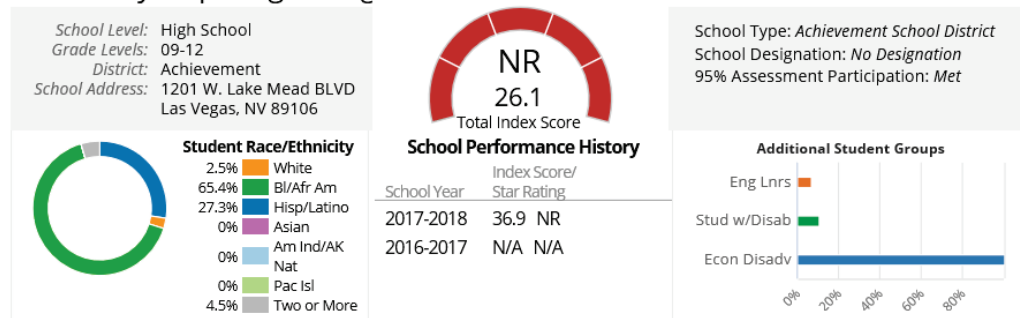 School Level: High School
Grade Levels: 09-12
District: Achievement
School Address: 1201 W. Lake Mead BLVD
Las Vegas, NV 89106
NR
26.1
Total Index Score
School Type: Achievement School District
School Designation: No Designation
95% Assessment Participation: Met
Student Race/Ethnicity
2.5% White
65.4% Bl/Afr Am
27.3% Hisp/Latino
0% Asian
0% Am Ind/AK
Nat
0% Pac Isl
4.5% Two or More
School Performance History
Index Score/
School Year Star Rating
2017-2018 36.9 NR
2016-2017 N/A N/A
Additional Student Groups
Eng Lnrs
Stud w/Disab
Econ Disadv
0% 20% 40% 60% 80%